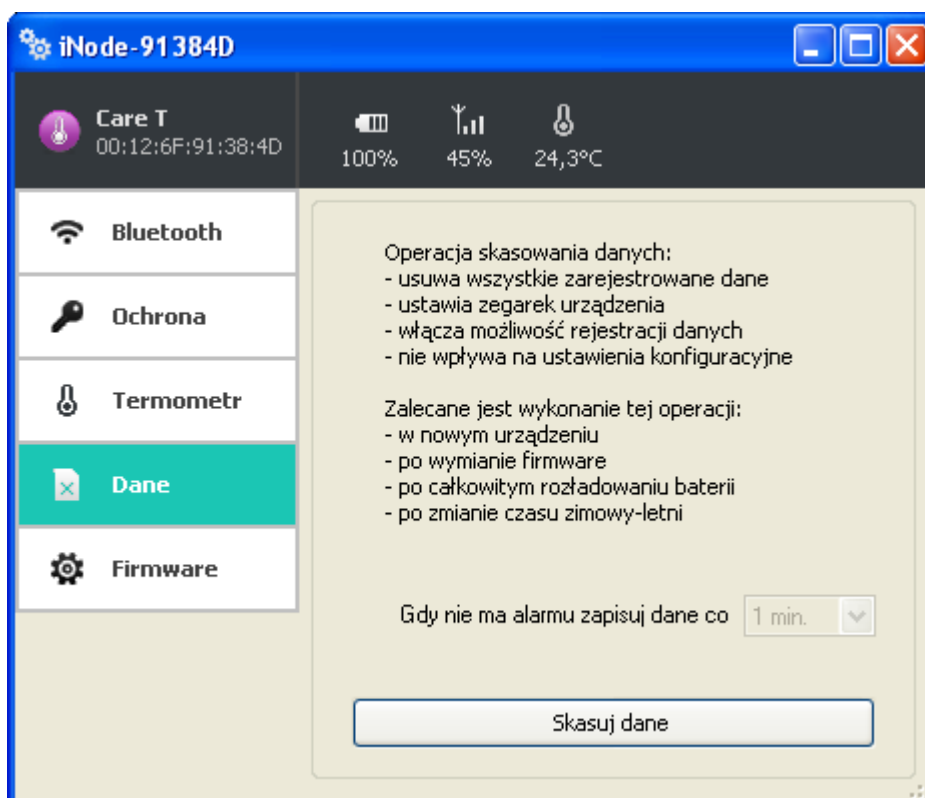 iNode-91384D
Care T
00:12:6F:91:38:4D
100%
45%
24,3°C
Bluetooth
Ochrona
Termometr
Dane
Firmware
Operacja skasowania danych:
- usuwa wszystkie zarejestrowane dane
- ustawia zegarek urządzenia
- włącza możliwość rejestracji danych
- nie wpływa na ustawienia konfiguracyjne
Zalecane jest wykonanie tej operacji:
- w nowym urządzeniu
- po wymianie firmware
- po całkowitym rozładowaniu baterii
- po zmianie czasu zimowy-letni
Gdy nie ma alarmu zapisuj dane co 1 min.
Skasuj dane